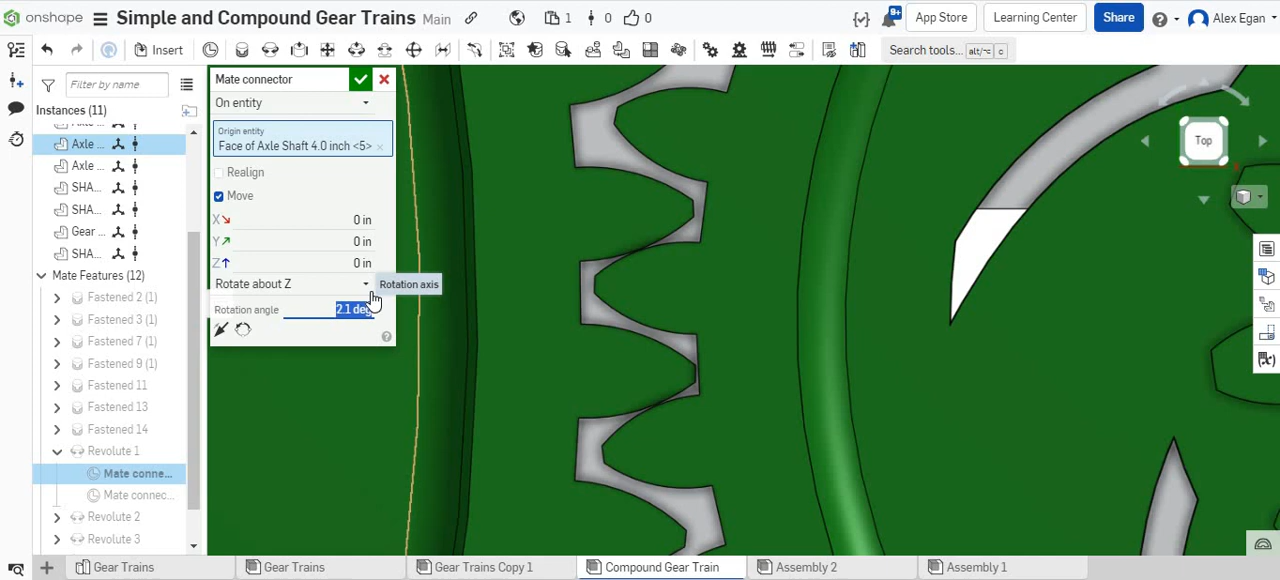 onshape Simple and Compound Gear Trains Main 1 0 0 9+ App Store Learning Center Share Alex Egan
Insert Search tools... alt/⌥ c
Filter by name
Instances (11)
Axle ...
Axle ...
SHA...
SHA...
Gear ...
SHA...
Mate Features (12)
Fastened 2 (1)
Fastened 3 (1)
Fastened 7 (1)
Fastened 9 (1)
Fastened 11
Fastened 13
Fastened 14
Revolute 1
Mate conne...
Mate connec...
Revolute 2
Revolute 3
Mate connector
On entity
Origin entity
Face of Axle Shaft 4.0 inch <5>
Realign
Move
X 0 in
Y 0 in
Z 0 in
Rotate about Z
Rotation axis
Rotation angle 2.1 deg
Top
Gear Trains Gear Trains Gear Trains Copy 1 Compound Gear Train Assembly 2 Assembly 1